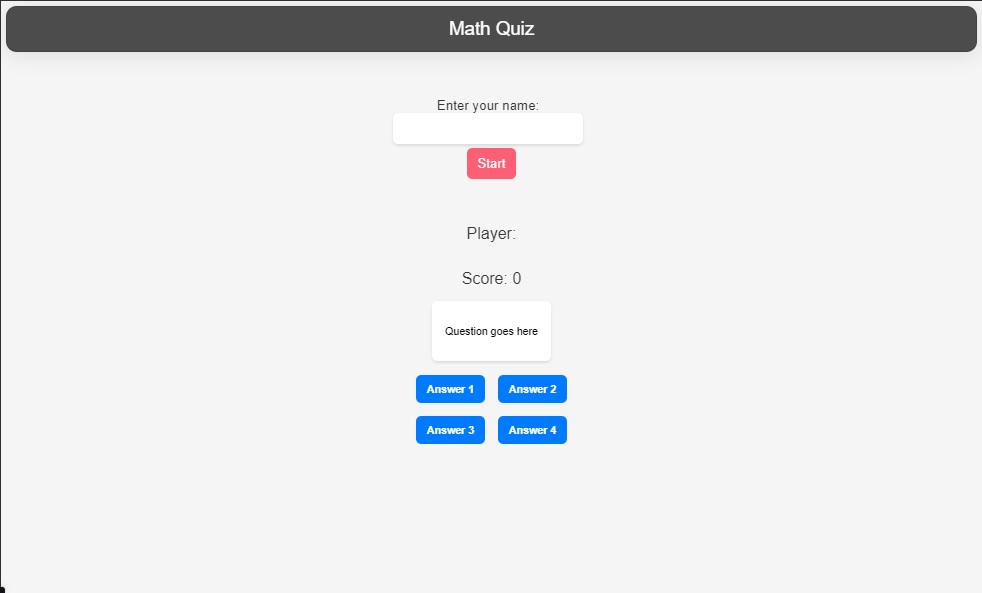 Math Quiz
Enter your name:
Start
Player:
Score: 0
Question goes here
Answer 1 Answer 2
Answer 3 Answer 4